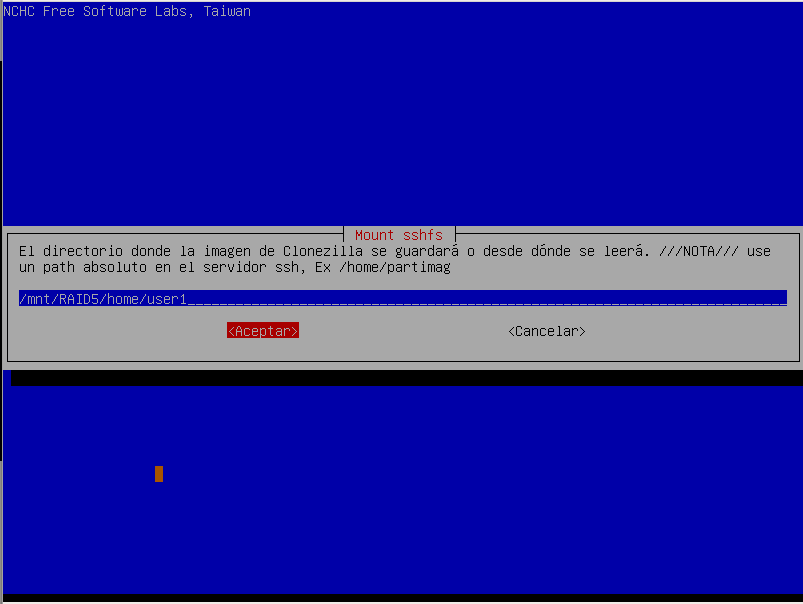 NCHC Free Software Labs, Taiwan
Mount sshfs
El directorio donde la imagen de Clonezilla se guardará o desde dónde se leerá. ///NOTA/// use
un path absoluto en el servidor ssh, Ex /home/partimag
/mnt/RAID5/home/user1
<Aceptar> <Cancelar>